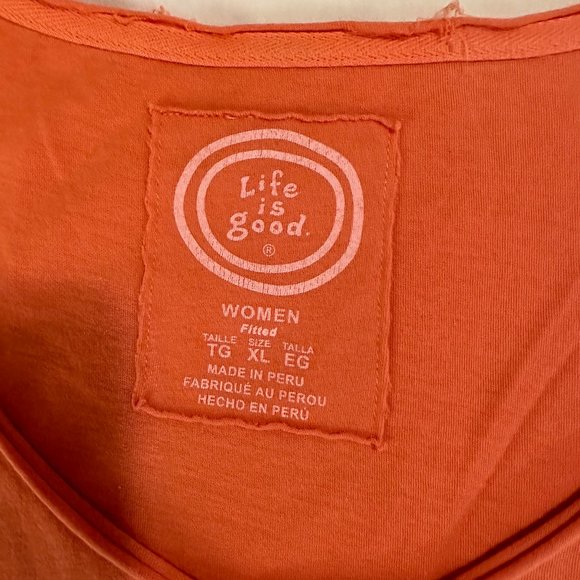 Life
is
good.
®
WOMEN
Fitted
TAILLE SIZE TALLA
TG XL EG
MADE IN PERU
FABRIQUÉ AU PEROU
HECHO EN PERÚ